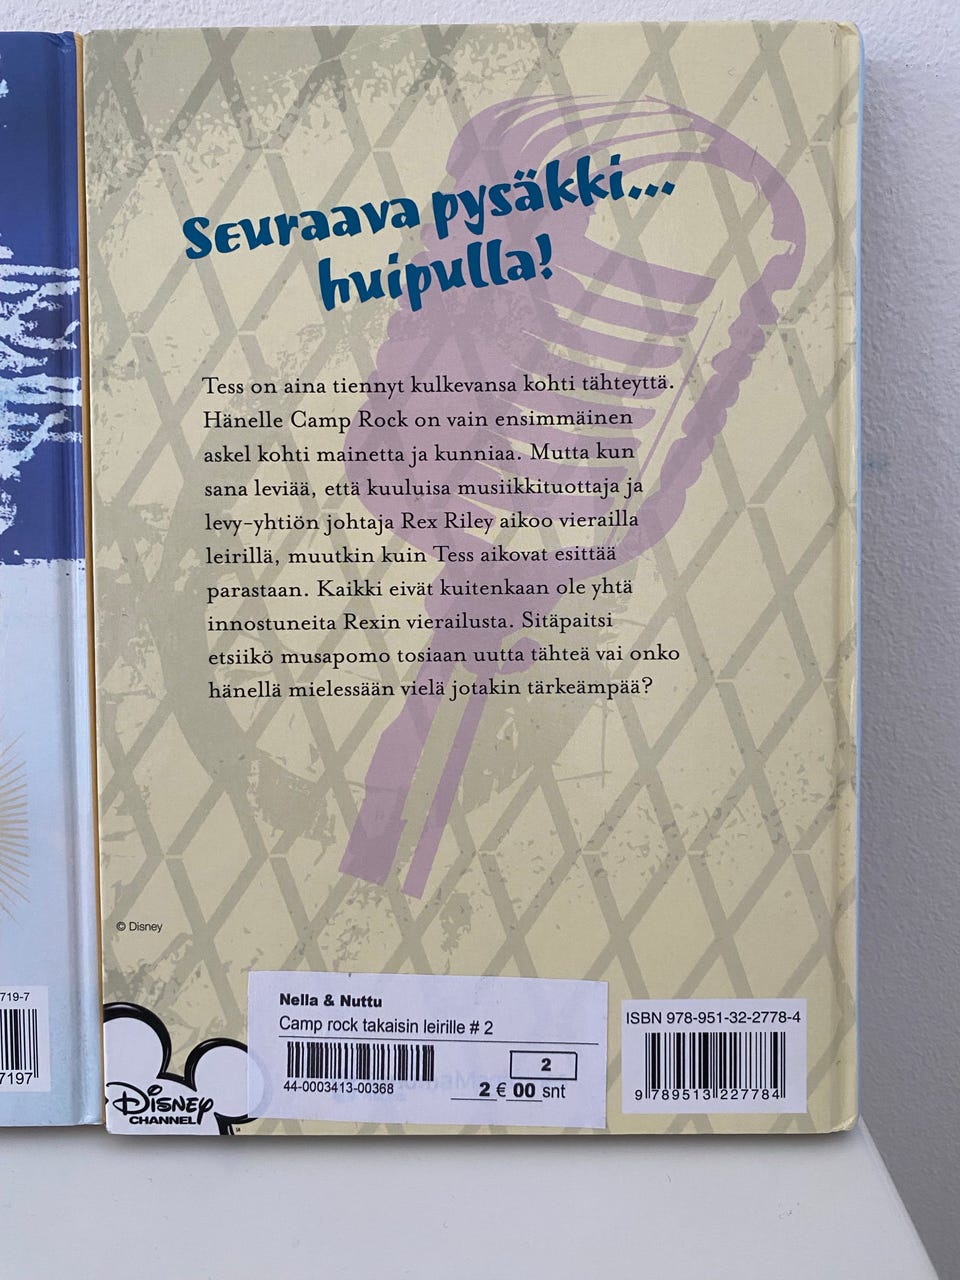 Seuraava pysäkki...
huipulla!
Tess on aina tiennyt kulkevansa kohti tähteyttä.
Hänelle Camp Rock on vain ensimmäinen
askel kohti mainetta ja kunniaa. Mutta kun
sana leviää, että kuuluisa musiikkituottaja ja
levy-yhtiön johtaja Rex Riley aikoo vierailla
leirillä, muutkin kuin Tess aikovat esittää
parastaan. Kaikki eivät kuitenkaan ole yhtä
innostuneita Rexin vierailusta. Sitäpaitsi
etsiikö musapomo tosiaan uutta tähteä vai onko
hänellä mielessään vielä jotakin tärkeämpää?
© Disney
719-7
7197
Disney
CHANNEL
Nella & Nuttu
Camp rock takaisin leirille # 2
44-0003413-00368
2
2 € 00 snt
ISBN 978-951-32-2778-4
9 789513 227784